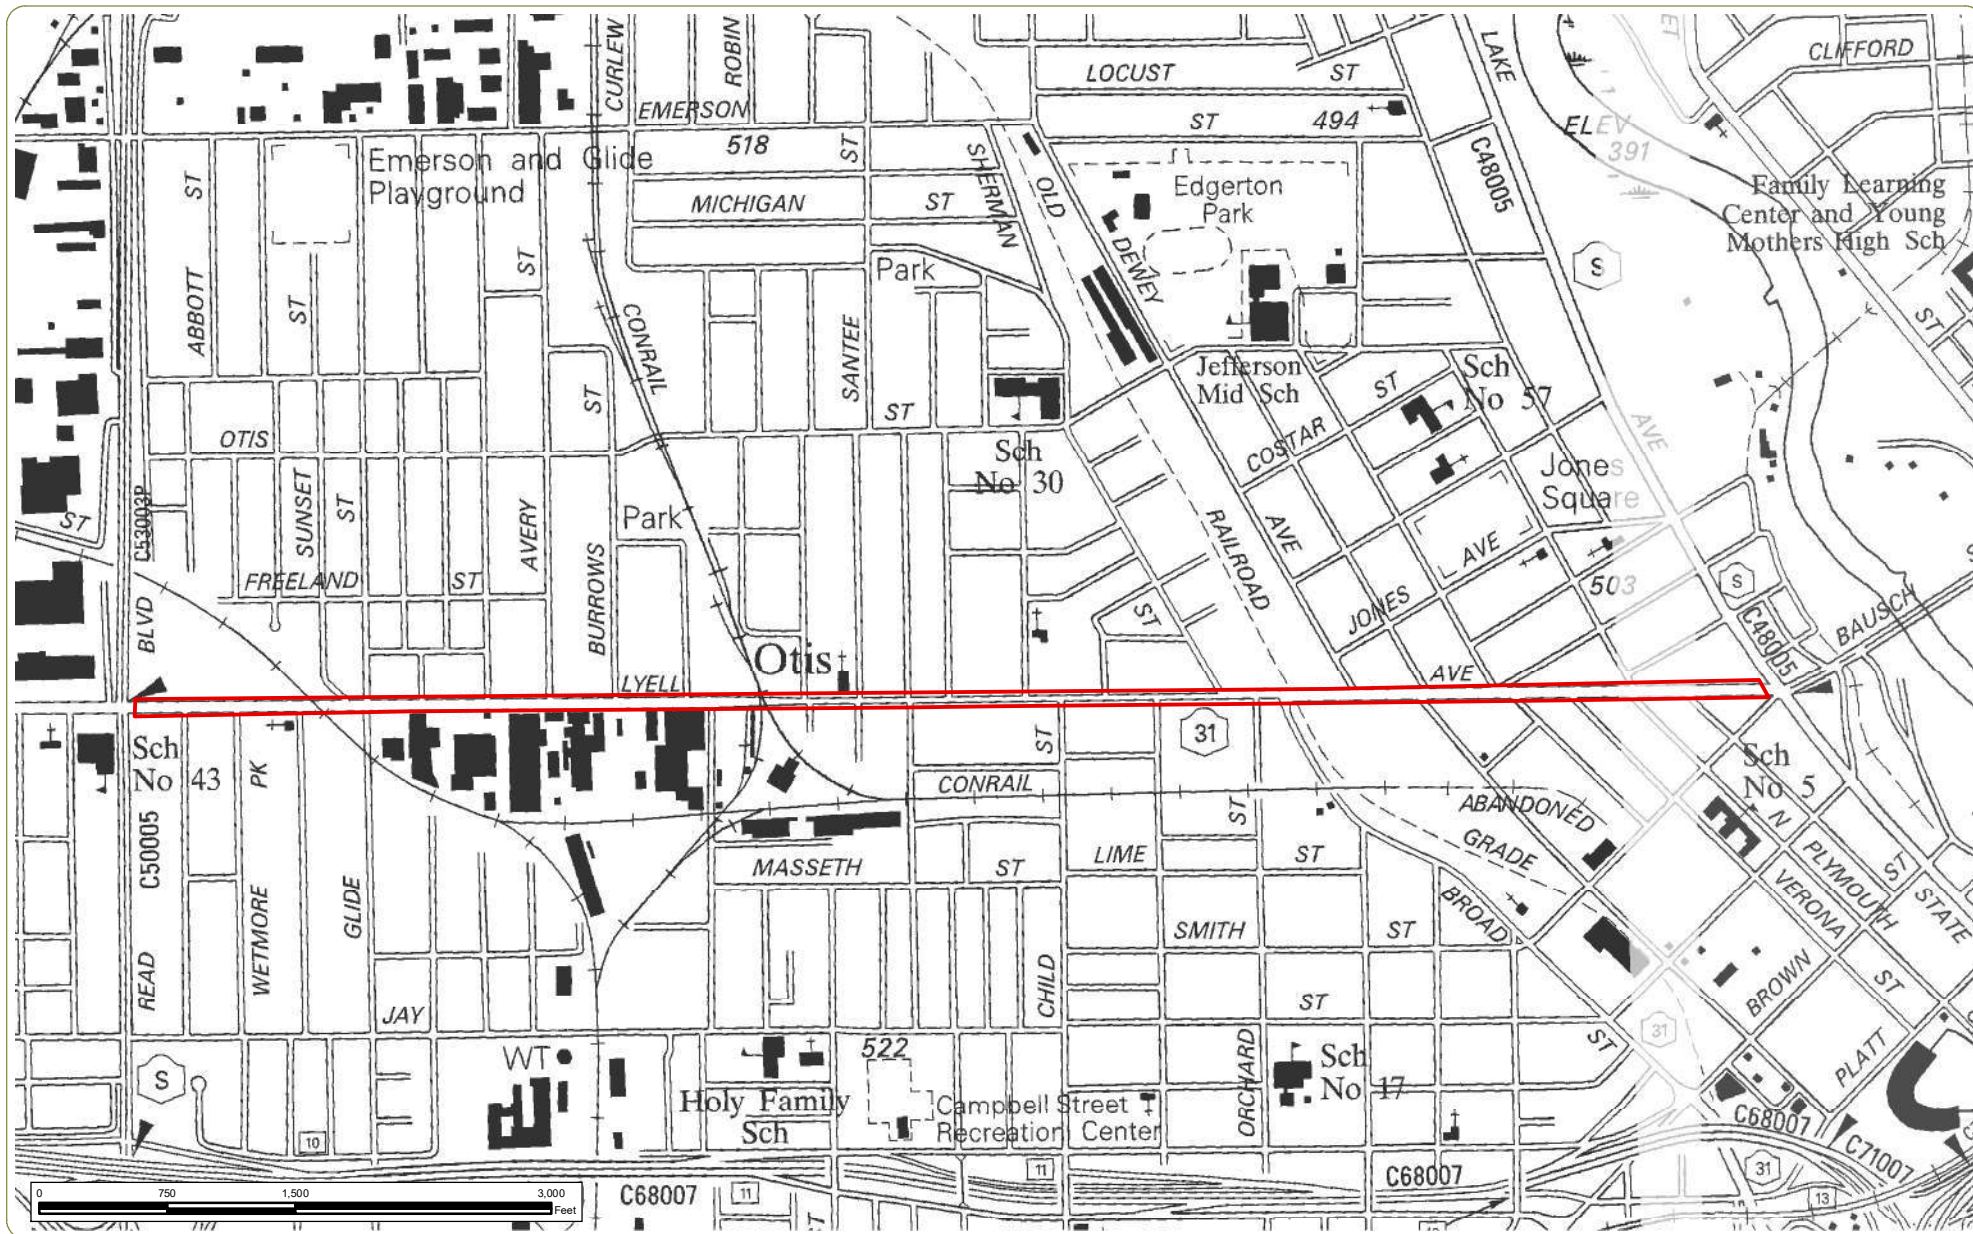 CURLEW
ROBIN
LAKE
ET
CLIFFORD
LOCUST ST
EMERSON ST 494
518
ST
ELEV
391
C48005
Emerson and Glide
Playground
ST
SHERMAN
OLD
DEWEY
Edgerton
Park
Family Learning
Center and Young
Mothers High Sch
MICHIGAN ST
S
Park
ST
ABBOTT
ST
CONRAIL
SANTEE
ST
Jefferson
Mid Sch
ST
Sch
No 57
ST
ST
AVE
OTIS
COSTAR
Sch
No 30
Jones
Square
C53003P
ST
SUNSET
ST
AVERY
Park
RAILROAD
AVE
AVE
BURROWS
FREELAND ST
503
S
BLVD
ST
JONES
C48005
BAUSCH
Otis
LYELL
AVE
31
Sch
No 43
PK
ST
CONRAIL
Sch
No 5
ABANDONED
GRADE
N
PLYMOUTH
ST
C50005
MASSETH ST
LIME ST
ST
VERONA
STATE
GLIDE
WETMORE
BROAD
SMITH ST
READ
CHILD
BROWN
ST
JAY
ST
31
ST
WT
522
ORCHARD
Sch
No 17
PLATT
S
Holy Family
Sch
Campbell Street
Recreation Center
10
C68007
C71007
11
C68007
31
0 750 1,500 3,000
Feet
C68007
11
13
ST